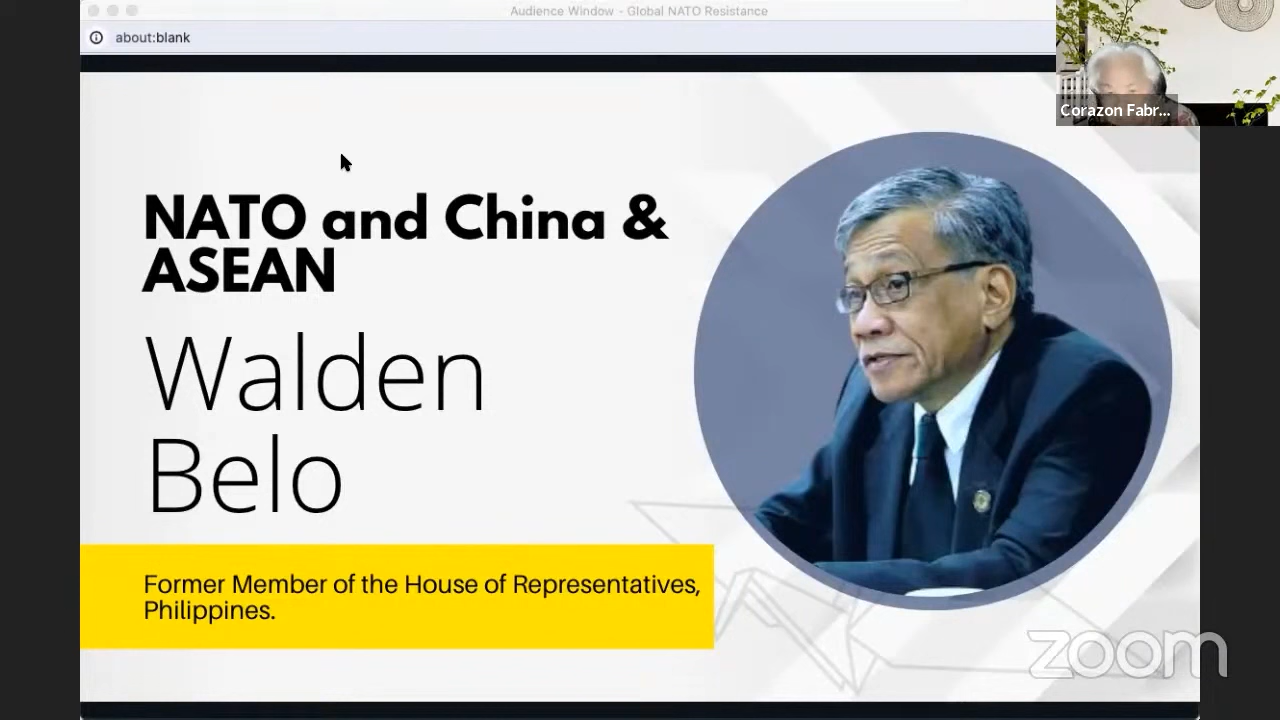 Audience Window - Global NATO Resistance
about:blank
Corazon Fabr...
NATO and China &
ASEAN
Walden
Belo
Former Member of the House of Representatives,
Philippines.
zoom